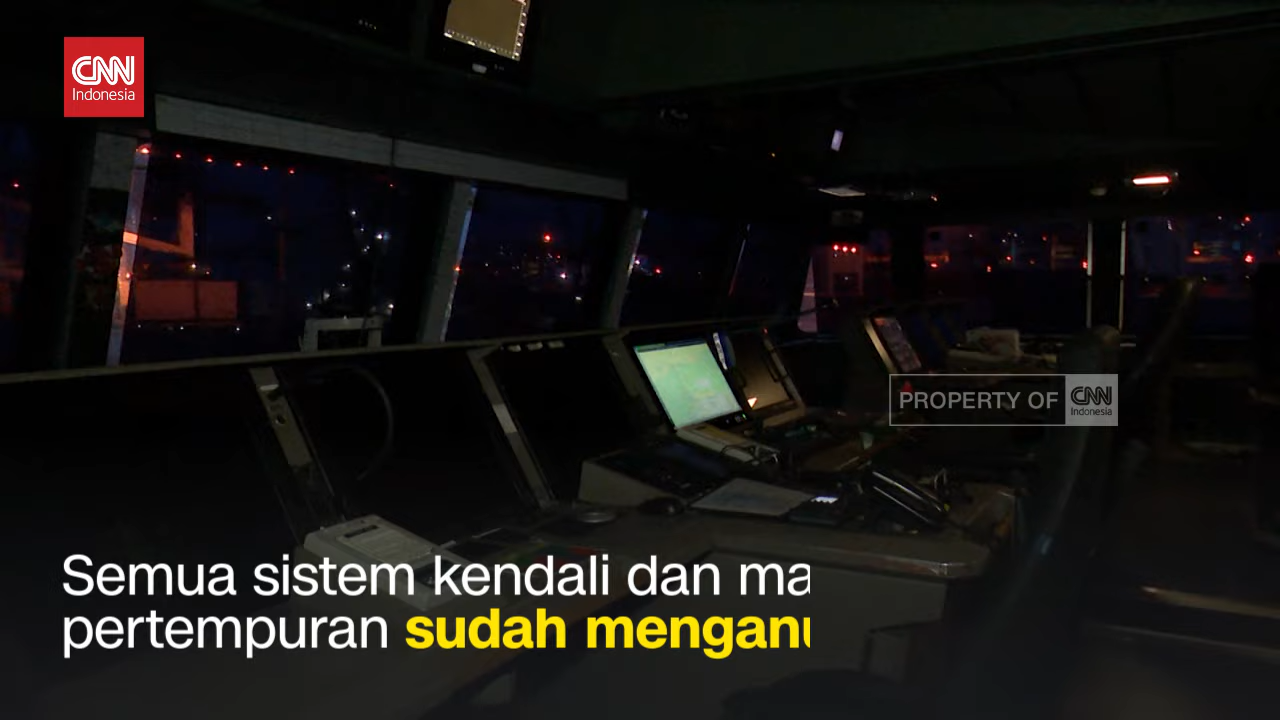 CNN
Indonesia
PROPERTY OF CNN
Indonesia
Semua sistem kendali dan ma
pertempuran sudah mengan